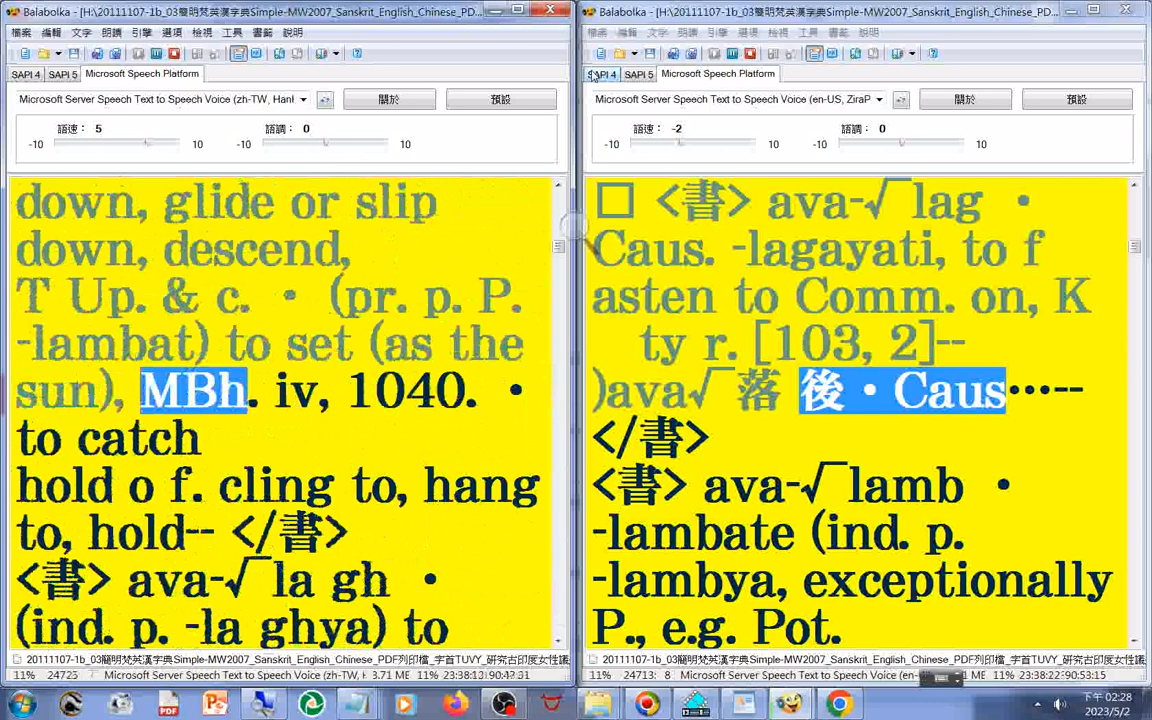 Balabolka - [H:\20111107-1b_03簡明梵英漢字典Simple-MW2007_Sanskrit_English_Chinese_PD...
檔案 編輯 文字 朗讀 引擎 選項 檢視 工具 書籤 說明
SAPI 4 SAPI 5 Microsoft Speech Platform
Microsoft Server Speech Text to Speech Voice (zh-TW, Hanl
關於 預設
語速： 5 語調： 0
-10 10 -10 10
down, glide or slip
down, descend,
T Up. & c. • (pr. p. P.
-lambat) to set (as the
sun), MBh. iv, 1040. •
to catch
hold o f. cling to, hang
to, hold-- </書>
<書> ava-√ la gh •
(ind. p. -la ghya) to
20111107-1b_03簡明梵英漢字典Simple-MW2007_Sanskrit_English_Chinese_PDF列印檔_字首TUVY_研究古印度女性議
11% 24725 Microsoft Server Speech Text to Speech Voice (zh-TW, 3.71 ME 11%
Balabolka - [H:\20111107-1b_03簡明梵英漢字典Simple-MW2007_Sanskrit_English_Chinese_PD...
檔案 編輯 文字 朗讀 引擎 選項 檢視 工具 書籤 說明
SAPI 4 SAPI 5 Microsoft Speech Platform
Microsoft Server Speech Text to Speech Voice (en-US, ZiraP
關於 預設
語速： -2 語調： 0
-10 10 -10 10
□ <書> ava-√ lag •
Caus. -lagayati, to f
asten to Comm. on, K
ty r. [103, 2]--
)ava√ 落 後・Caus…--
</書>
<書> ava-√ lamb •
-lambate (ind. p.
-lambya, exceptionally
P., e.g. Pot.
20111107-1b_03簡明梵英漢字典Simple-MW2007_Sanskrit_English_Chinese_PDF列印檔_字首TUVY_研究古印度女性議
11% 24713: 8 Microsoft Server Speech Text to Speech Voice 11% 23:38:22
下午 02:28
2023/5/2